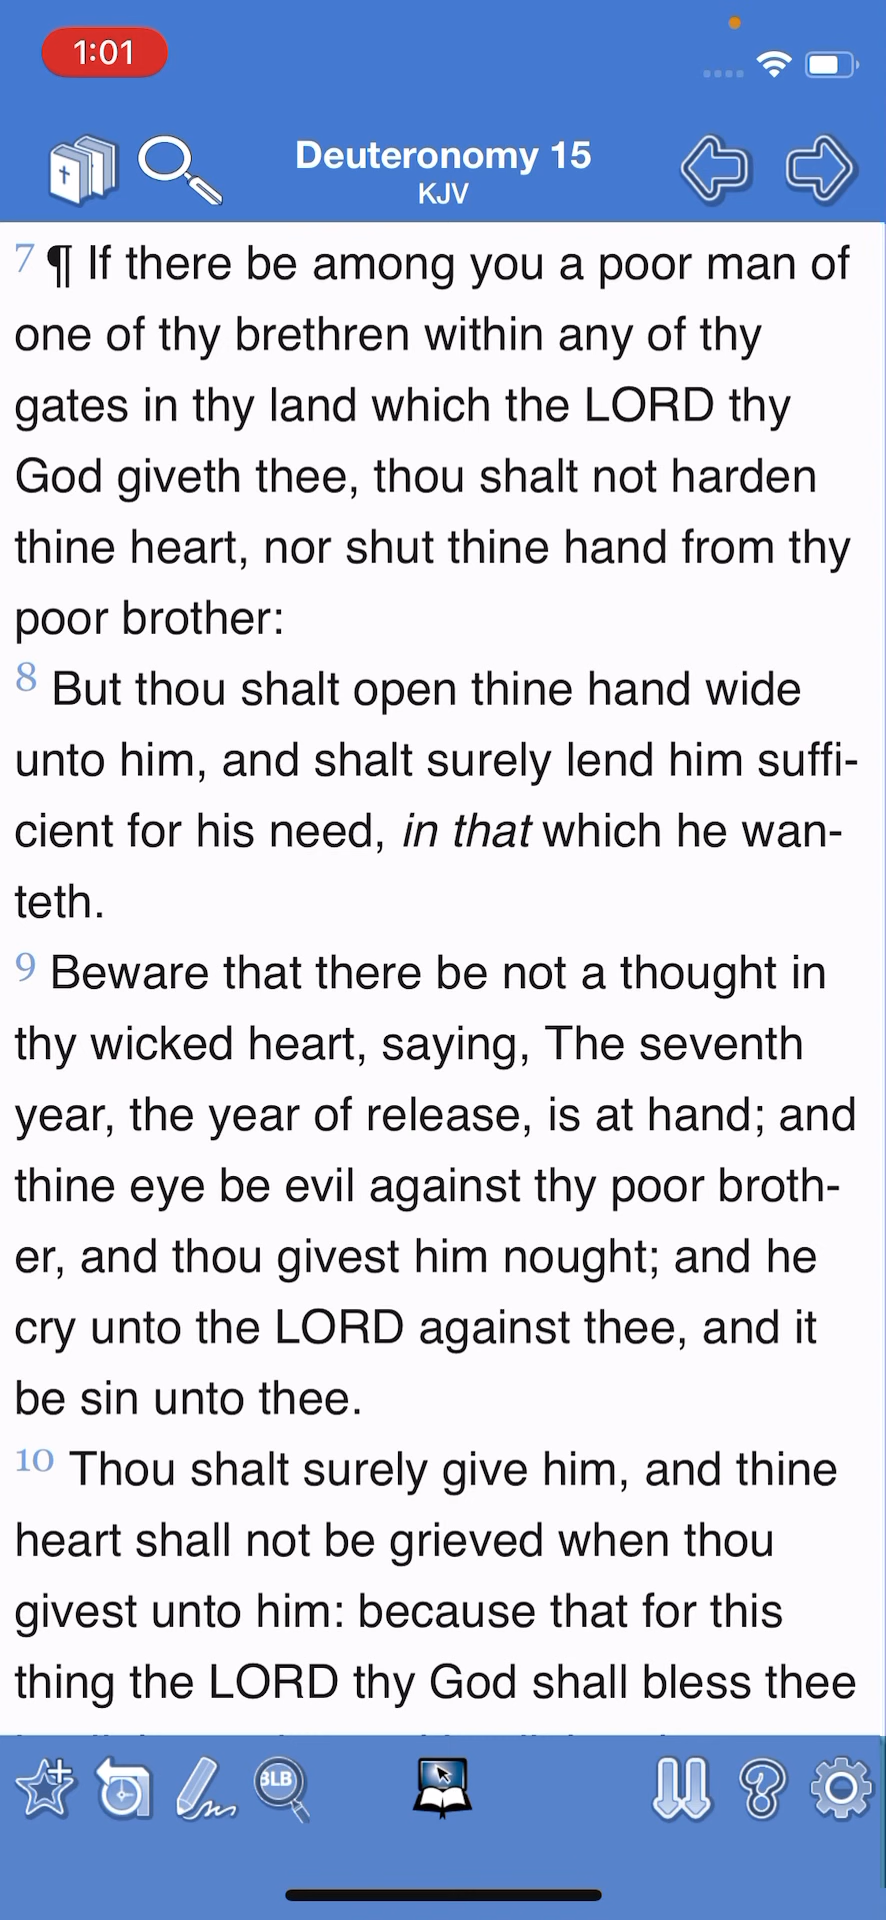 1:01
Deuteronomy 15
KJV
7 ¶ If there be among you a poor man of
one of thy brethren within any of thy
gates in thy land which the LORD thy
God giveth thee, thou shalt not harden
thine heart, nor shut thine hand from thy
poor brother:
8 But thou shalt open thine hand wide
unto him, and shalt surely lend him suffi-
cient for his need, in that which he wan-
teth.
9 Beware that there be not a thought in
thy wicked heart, saying, The seventh
year, the year of release, is at hand; and
thine eye be evil against thy poor broth-
er, and thou givest him nought; and he
cry unto the LORD against thee, and it
be sin unto thee.
10 Thou shalt surely give him, and thine
heart shall not be grieved when thou
givest unto him: because that for this
thing the LORD thy God shall bless thee
BLB